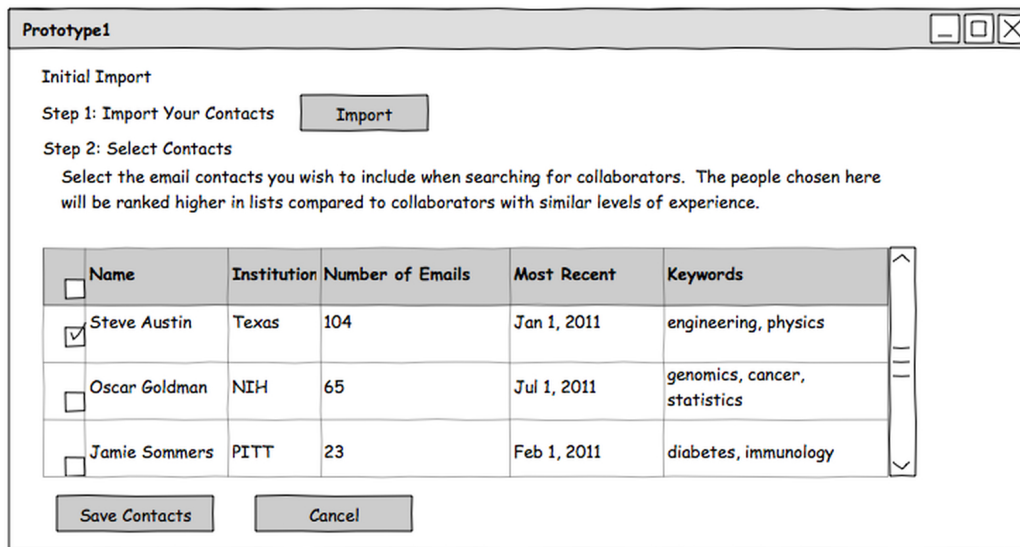 Prototype1
Initial Import
Step 1: Import Your Contacts Import
Step 2: Select Contacts
Select the email contacts you wish to include when searching for collaborators. The people chosen here
will be ranked higher in lists compared to collaborators with similar levels of experience.
Name Institution Number of Emails Most Recent Keywords
Steve Austin Texas 104 Jan 1, 2011 engineering, physics
Oscar Goldman NIH 65 Jul 1, 2011 genomics, cancer,
statistics
Jamie Sommers PITT 23 Feb 1, 2011 diabetes, immunology
Save Contacts Cancel